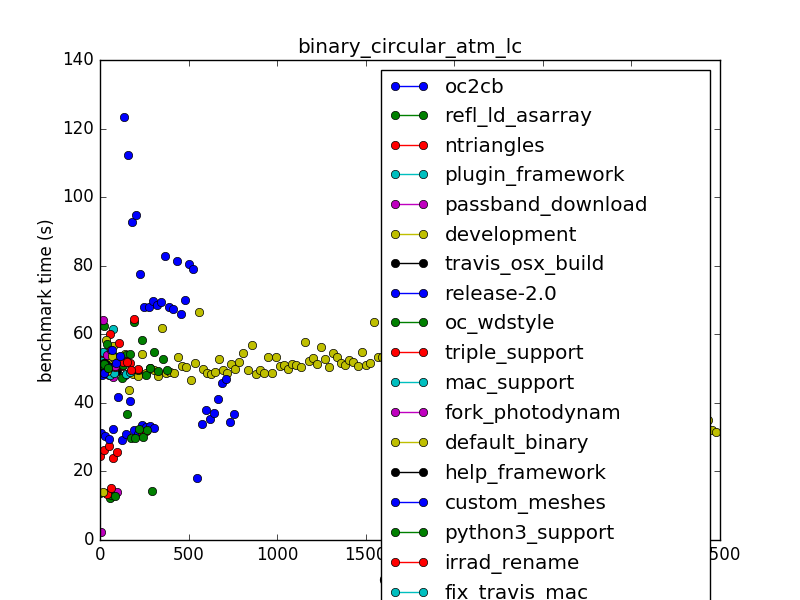 binary_circular_atm_lc
benchmark time (s)
140
120
100
80
60
40
20
0
0
500
1000
1500
500
oc2cb
refl_ld_asarray
ntriangles
plugin_framework
passband_download
development
travis_osx_build
release-2.0
oc_wdstyle
triple_support
mac_support
fork_photodynam
default_binary
help_framework
custom_meshes
python3_support
irrad_rename
fix_travis_mac